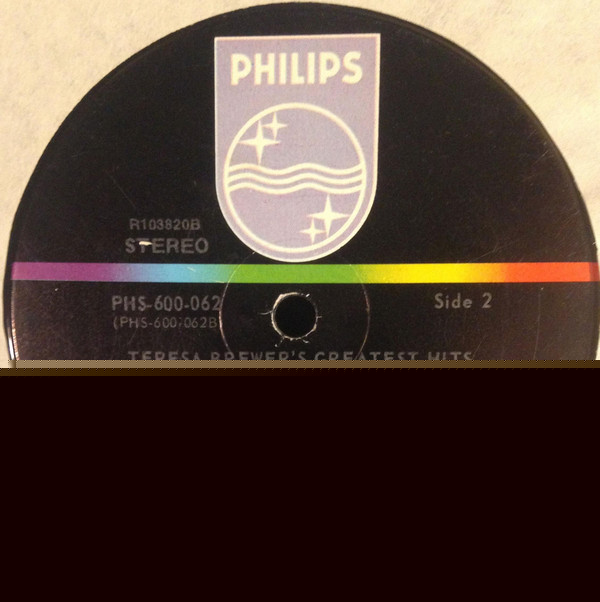 PHILIPS
R103820B
STEREO
PHS-600-062
Side 2
(PHS-600;062B)
TERESA BREWER'S GREATEST HITS